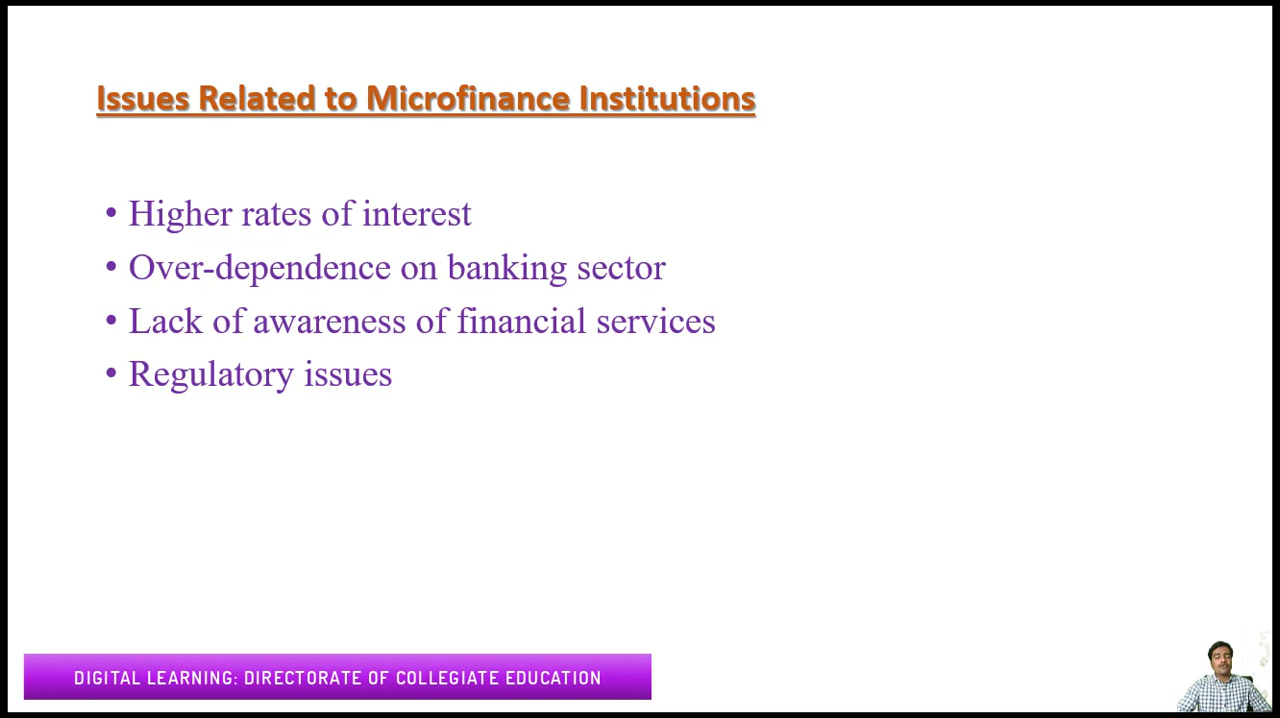 Issues Related to Microfinance Institutions
• Higher rates of interest
• Over-dependence on banking sector
• Lack of awareness of financial services
• Regulatory issues
DIGITAL LEARNING: DIRECTORATE OF COLLEGIATE EDUCATION